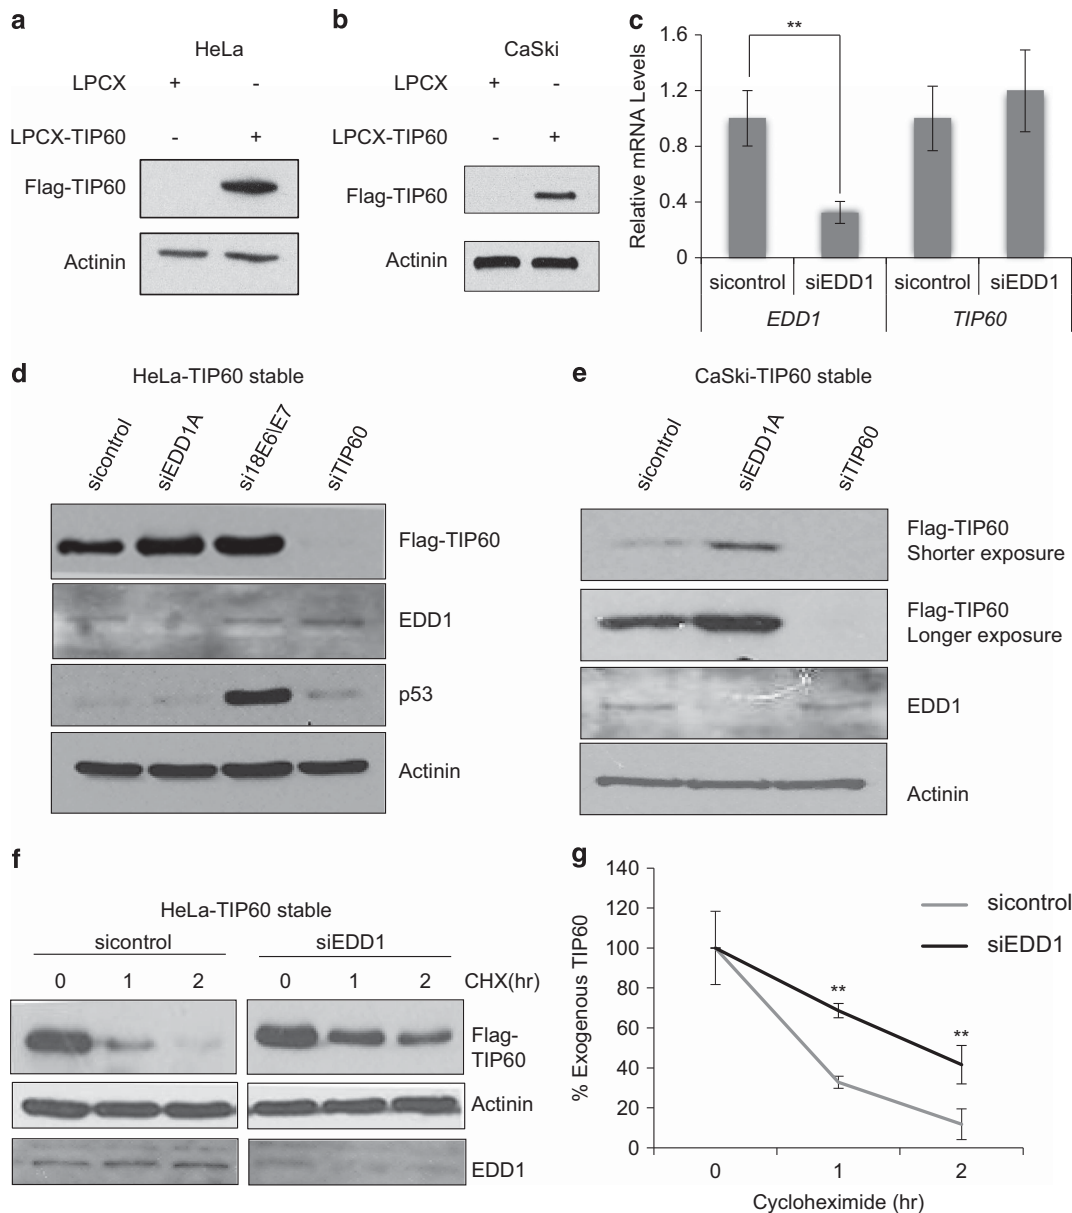 a
HeLa
LPCX + -
LPCX-TIP60 - +
Flag-TIP60
Actinin
b
CaSki
LPCX + -
LPCX-TIP60 - +
Flag-TIP60
Actinin
c
Relative mRNA Levels
1.6
1.2
0.8
0.4
0
**
sicontrol siEDD1 sicontrol siEDD1
EDD1 TIP60
d
HeLa-TIP60 stable
sicontrol siEDD1A si18E6\E7 siTIP60
Flag-TIP60
EDD1
p53
Actinin
e
CaSki-TIP60 stable
sicontrol siEDD1A siTIP60
Flag-TIP60
Shorter exposure
Flag-TIP60
Longer exposure
EDD1
Actinin
f
HeLa-TIP60 stable
sicontrol siEDD1
0 1 2 0 1 2 CHX(hr)
Flag-
TIP60
Actinin
EDD1
g
% Exogenous TIP60
140
120
100
80
60
40
20
0
sicontrol
siEDD1
**
**
0 1 2
Cycloheximide (hr)